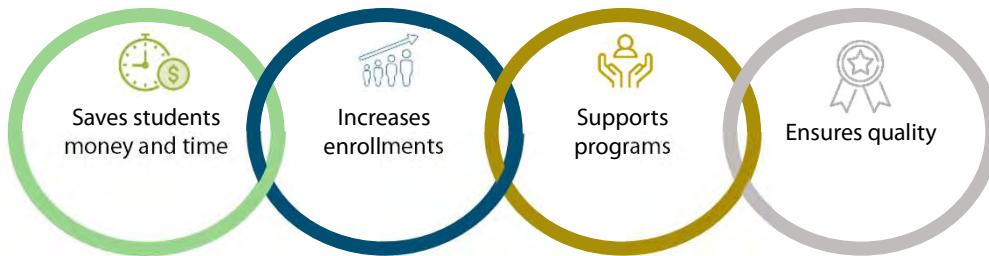 Saves students
money and time
Increases
enrollments
Supports
programs
Ensures quality
$